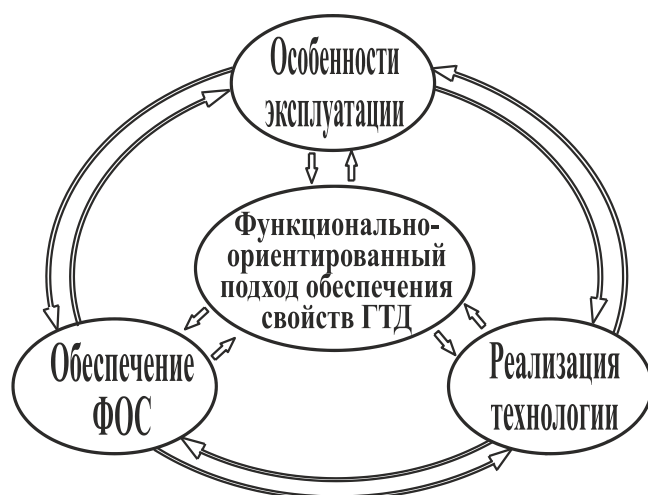 Особенности
эксплуатации
Функционально-
ориентированный
подход обеспечения
свойств ГТД
Обеспечение
ФОС
Реализация
технологии